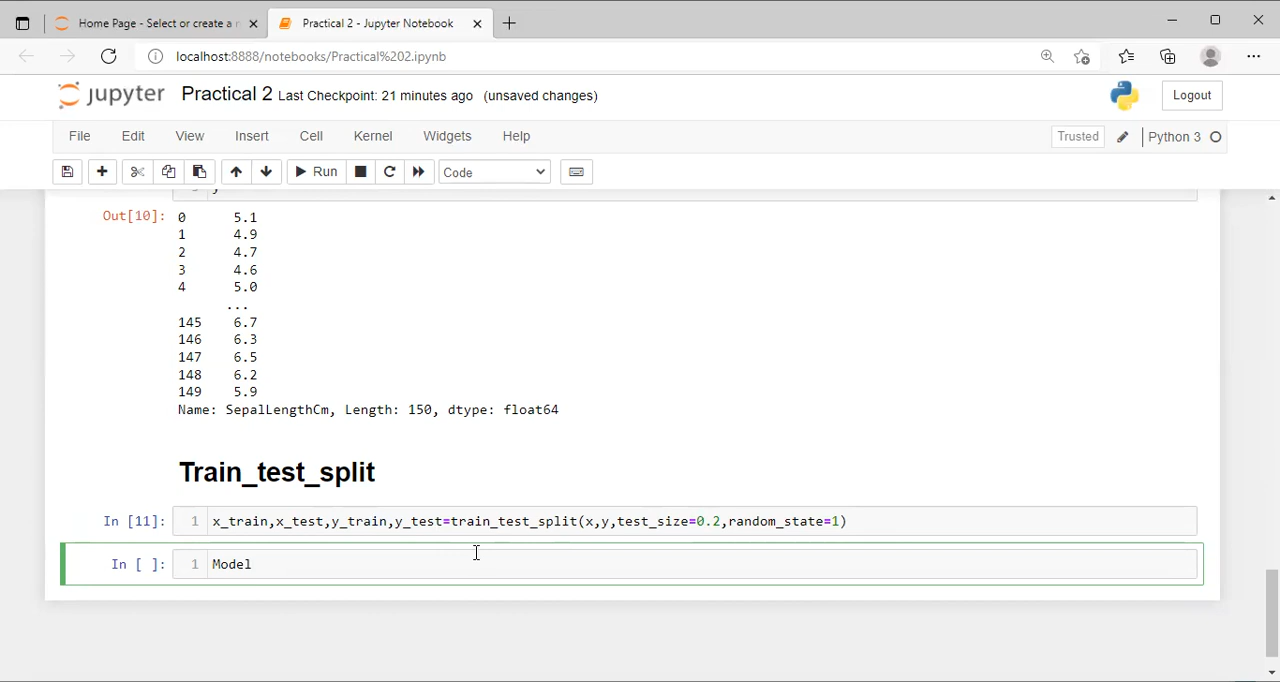 Home Page - Select or create a n
Practical 2 - Jupyter Notebook
localhost:8888/notebooks/Practical%202.ipynb
jupyter Practical 2 Last Checkpoint: 21 minutes ago (unsaved changes) Logout
File Edit View Insert Cell Kernel Widgets Help Trusted Python 3
Run Code
Out[10]: 0 5.1
1 4.9
2 4.7
3 4.6
4 5.0
...
145 6.7
146 6.3
147 6.5
148 6.2
149 5.9
Name: SepalLengthCm, Length: 150, dtype: float64
Train_test_split
In [11]: 1 x_train,x_test,y_train,y_test=train_test_split(x,y,test_size=0.2,random_state=1)
In [ ]: 1 Model